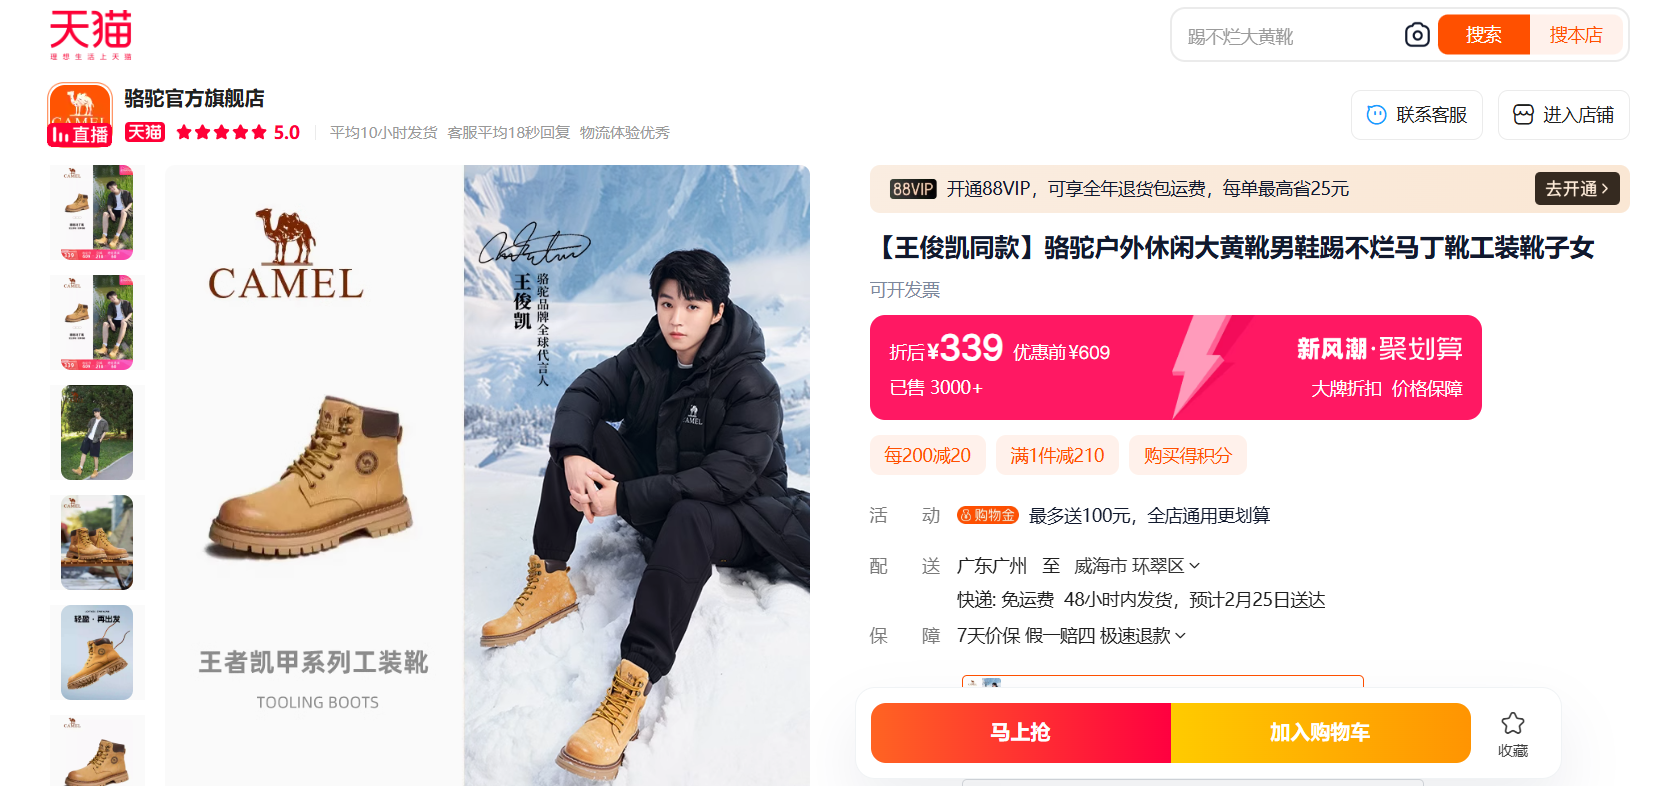 天猫
理想生活上天猫
踢不烂大黄靴
搜索
搜本店
CAMEL
直播
骆驼官方旗舰店
天猫 5.0 平均10小时发货 客服平均18秒回复 物流体验优秀
联系客服
进入店铺
CAMEL
CAMEL
CAMEL
轻盈·再出发
CAMEL
CAMEL
王俊凯
骆驼品牌全球代言人
CAMEL
王者凯甲系列工装靴
TOOLING BOOTS
88VIP 开通88VIP，可享全年退货包运费，每单最高省25元
去开通
【王俊凯同款】骆驼户外休闲大黄靴男鞋踢不烂马丁靴工装靴子女
可开发票
折后¥339 优惠前¥609
已售 3000+
新风潮·聚划算
大牌折扣 价格保障
每200减20
满1件减210
购买得积分
活动 购物金 最多送100元，全店通用更划算
配送 广东广州 至 威海市 环翠区
快递: 免运费 48小时内发货，预计2月25日送达
保障 7天价保 假一赔四 极速退款
马上抢
加入购物车
收藏